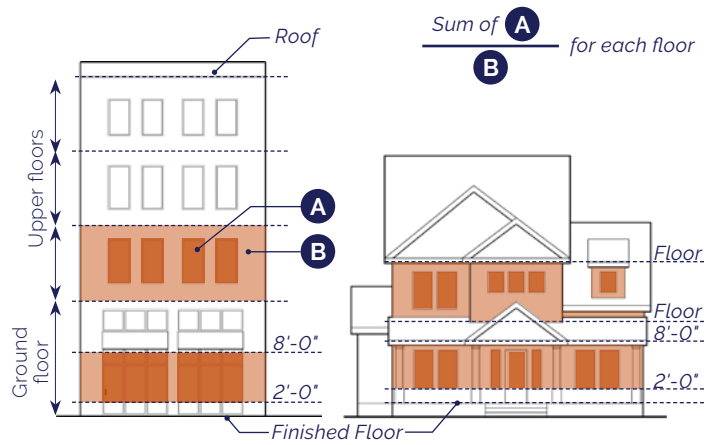 Sum of A
B
for each floor
Roof
Upper floors
A
B
Ground
floor
8'-0"
2'-0"
Finished Floor
Floor
Floor
8'-0"
2'-0"